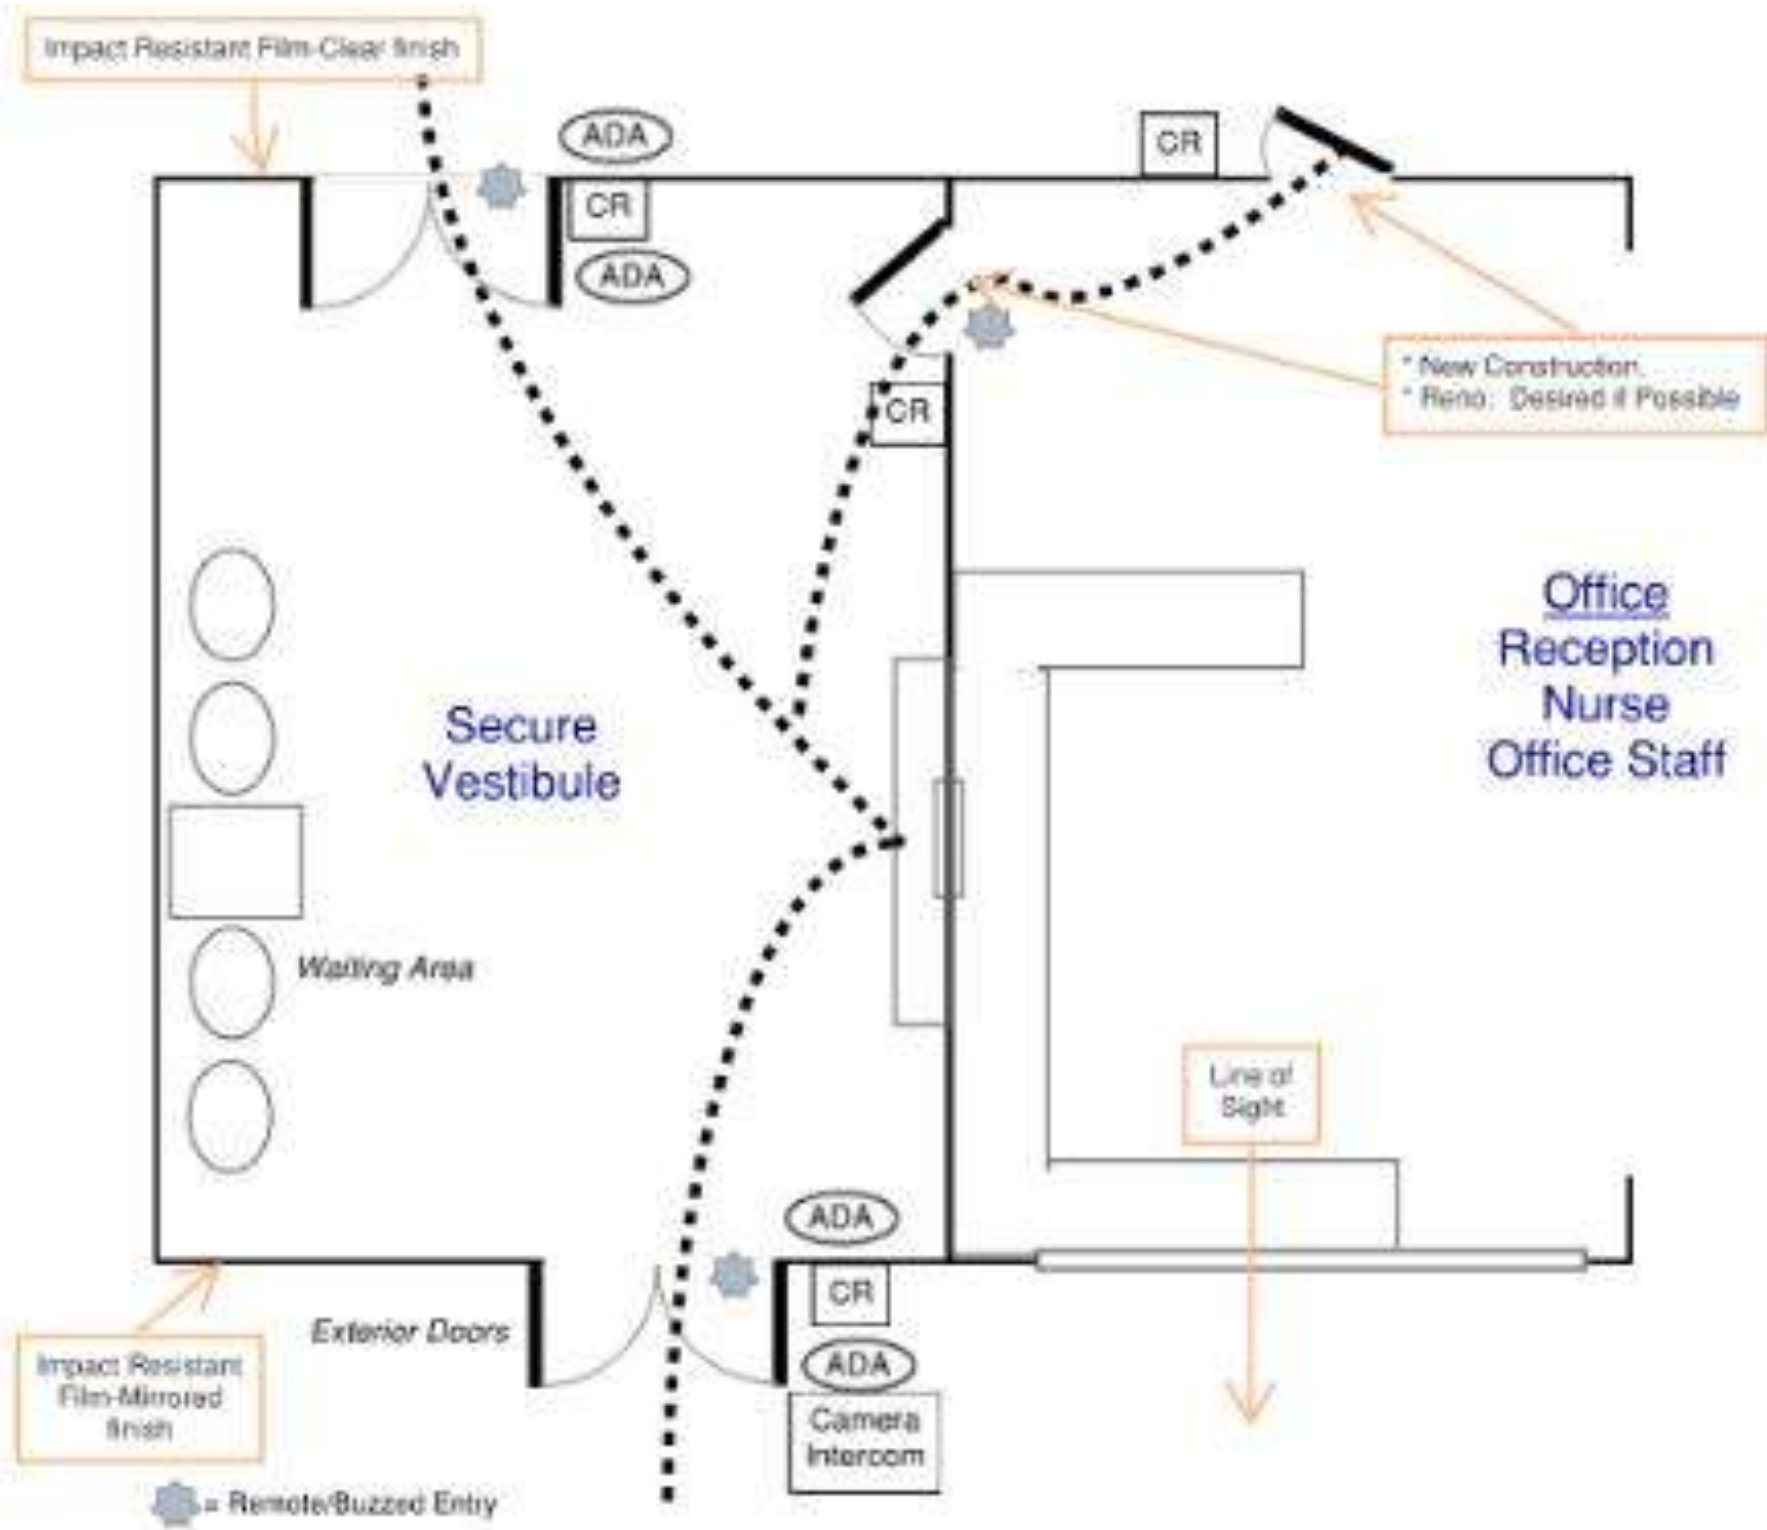 Impact Resistant Film-Clear finish
ADA
CR
CR
ADA
* New Construction.
* Reno: Desired if Possible
CR
Office
Reception
Nurse
Office Staff
Secure
Vestibule
Waiting Area
Line of
Sight
ADA
CR
Exterior Doors
ADA
Impact Resistant
Film-Mirrored
finish
Camera
Intercom
= Remote/Buzzed Entry